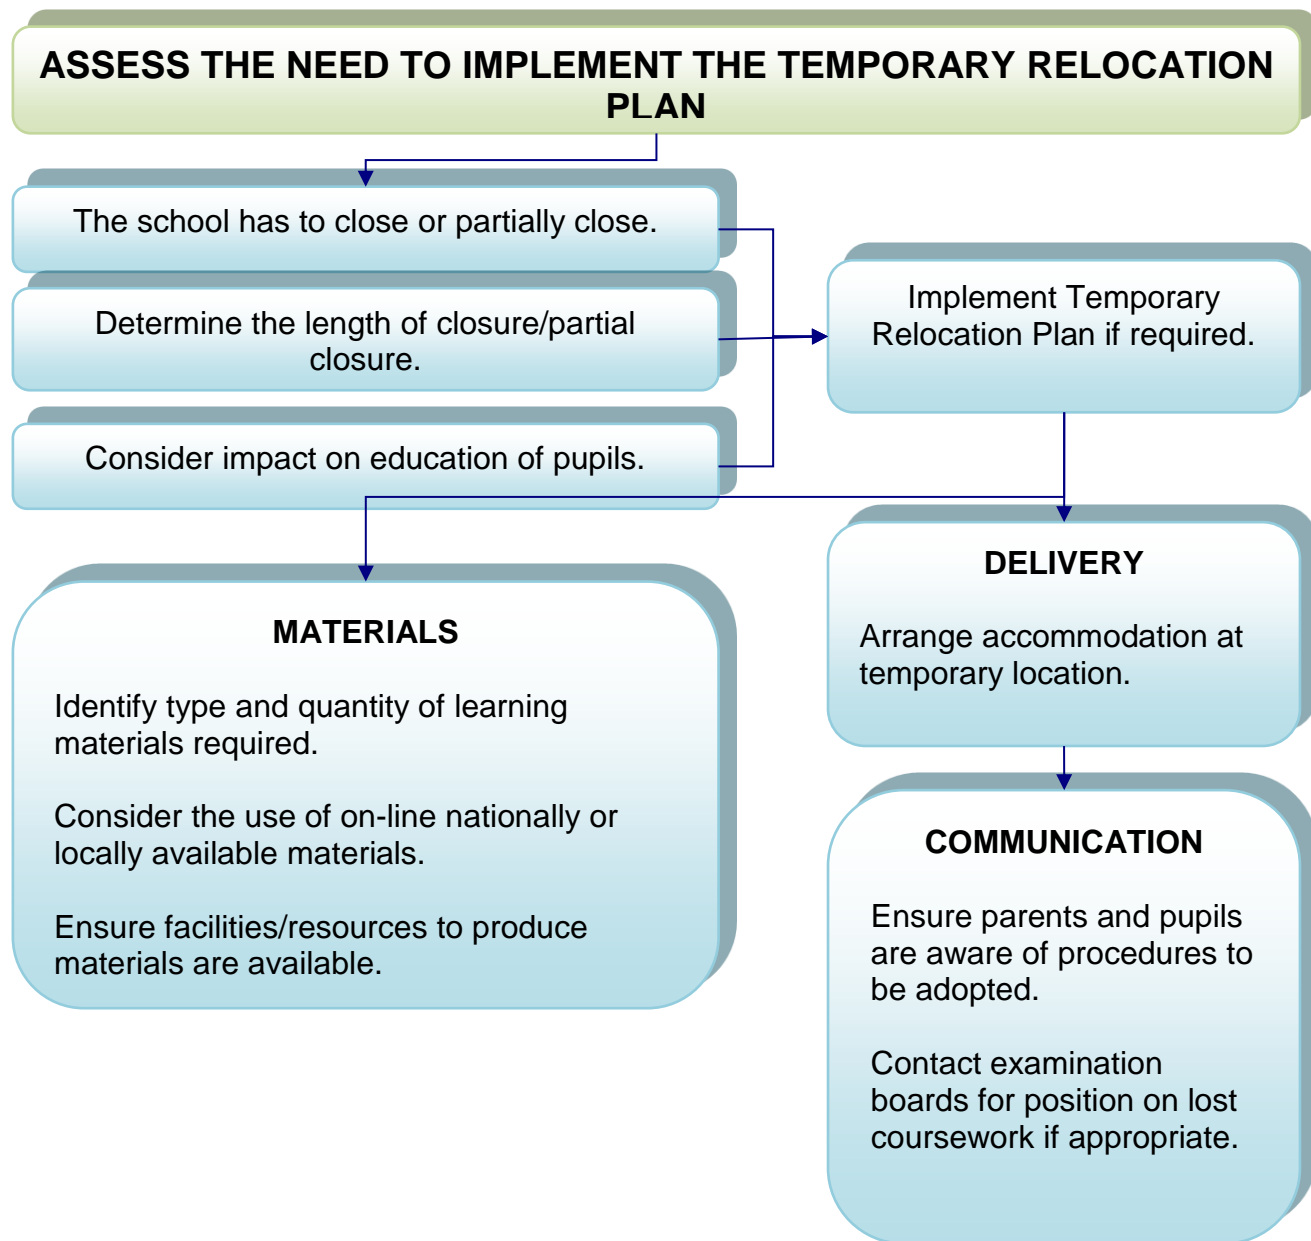 ASSESS THE NEED TO IMPLEMENT THE TEMPORARY RELOCATION
PLAN
The school has to close or partially close.
Determine the length of closure/partial
closure.
Consider impact on education of pupils.
Implement Temporary
Relocation Plan if required.
MATERIALS
Identify type and quantity of learning
materials required.
Consider the use of on-line nationally or
locally available materials.
Ensure facilities/resources to produce
materials are available.
DELIVERY
Arrange accommodation at
temporary location.
COMMUNICATION
Ensure parents and pupils
are aware of procedures to
be adopted.
Contact examination
boards for position on lost
coursework if appropriate.